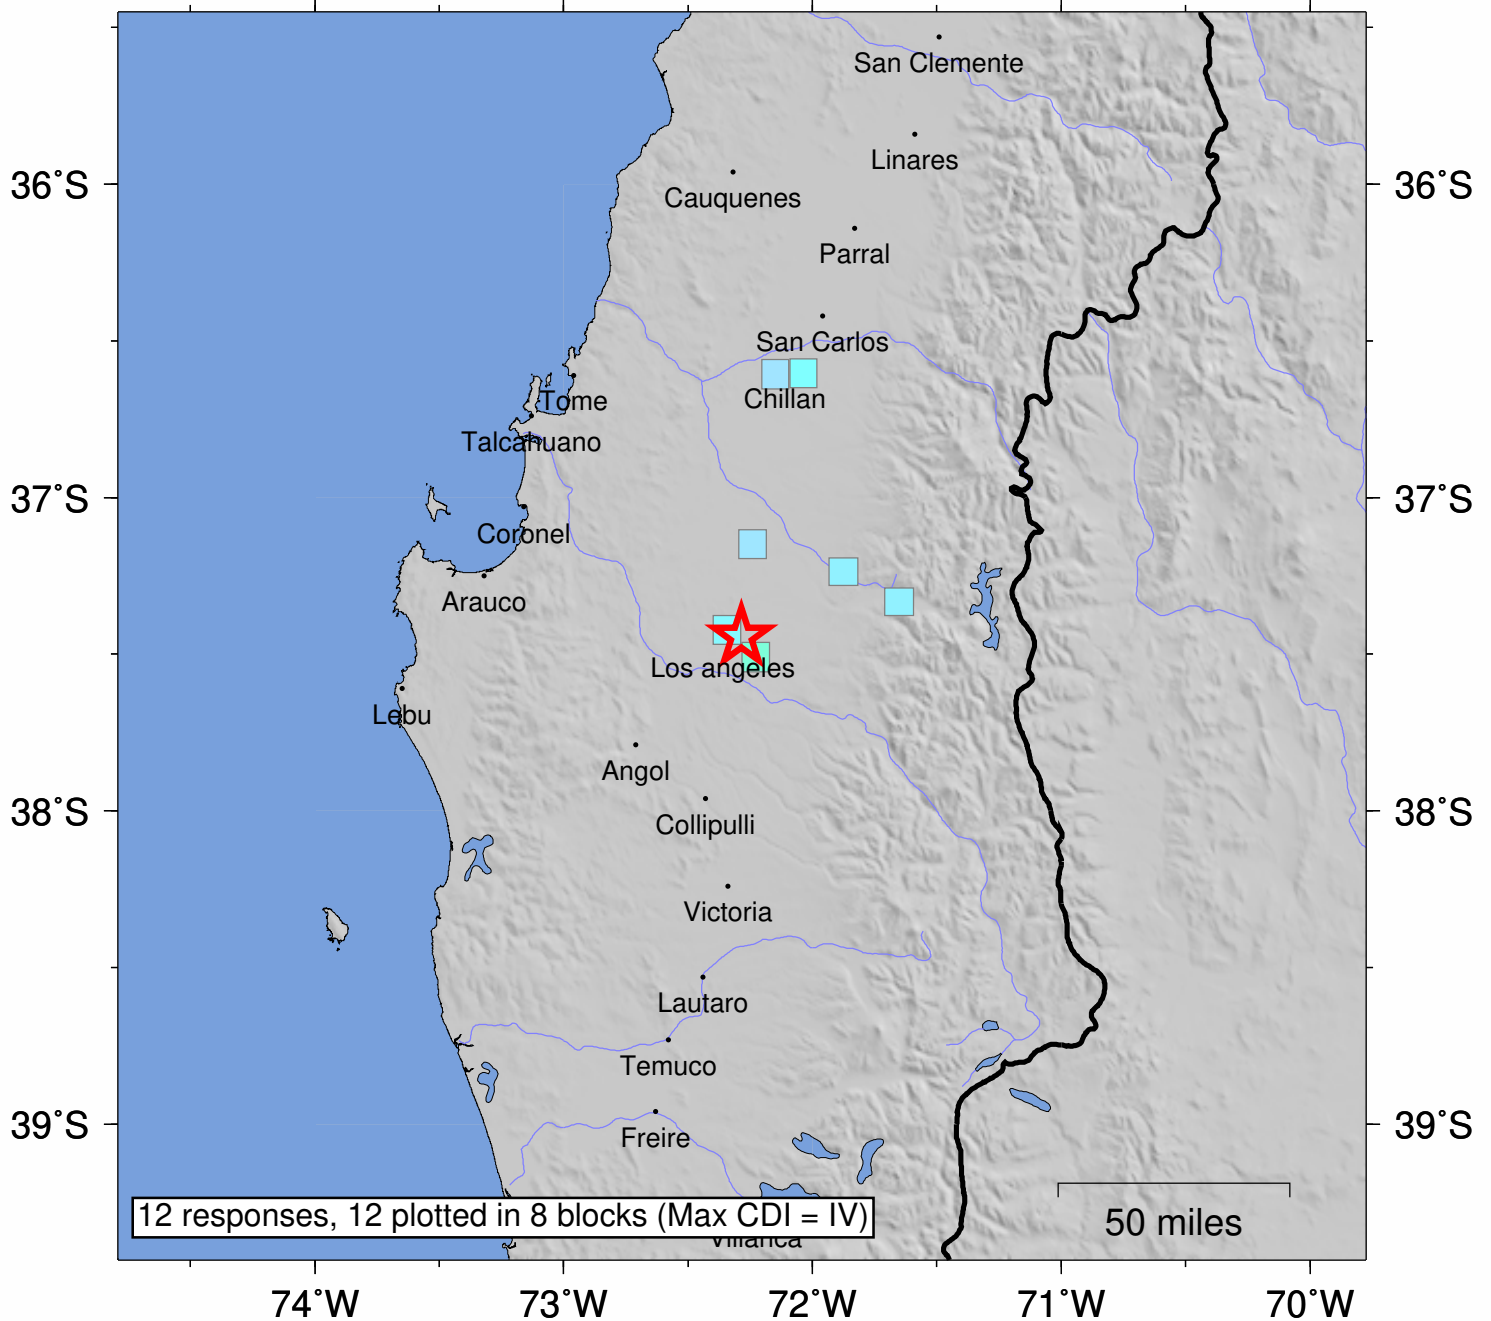 San Clemente
Linares
36°S
36°S
Cauquenes
Parral
San Carlos
Chillan
Tome
Talcahuano
37°S
37°S
Coronel
Arauco
Los angeles
Lebu
Angol
38°S
38°S
Collipulli
Victoria
Lautaro
Temuco
39°S
39°S
Freire
12 responses, 12 plotted in 8 blocks (Max CDI = IV)
50 miles
74°W
73°W
72°W
71°W
70°W